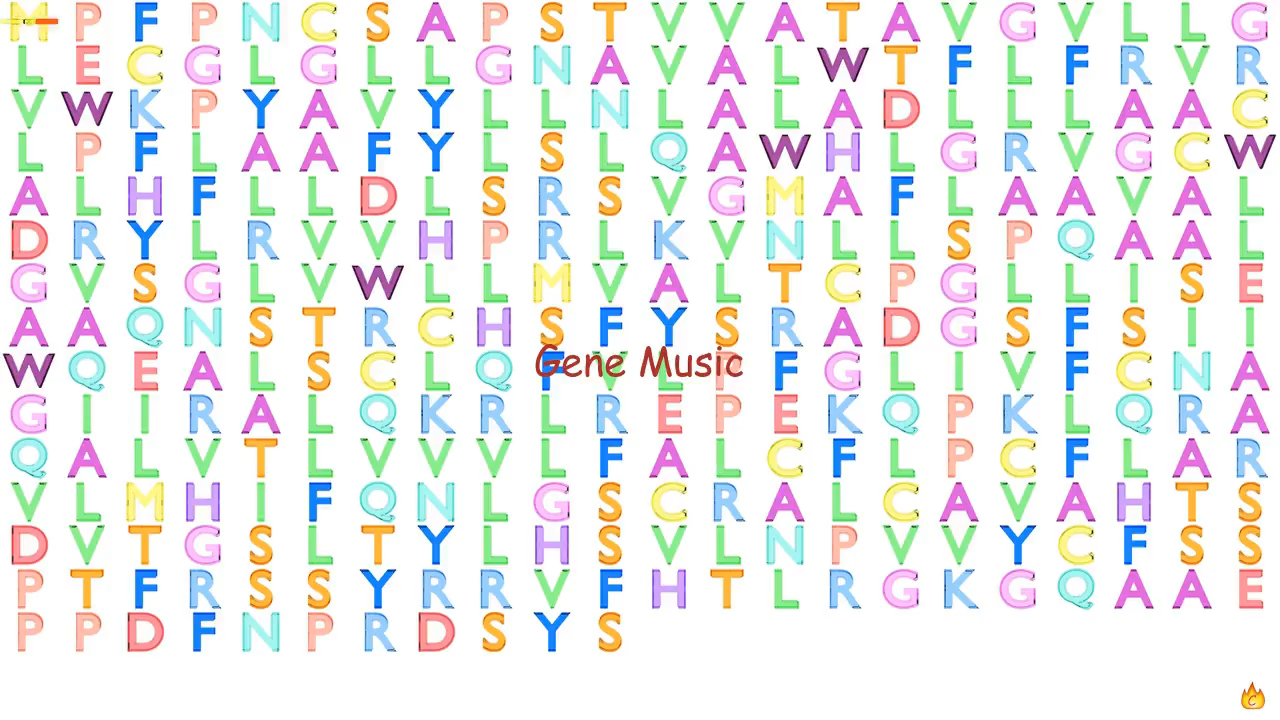 M P F P N C S A P S T V V A T A V G V L L G
L E C G L G L L G N A V A L W T F L F R V R
V W K P Y A V Y L L N L A L A D L L L A A C
L P F L A A F Y L S L Q A W H L G R V G C W
A L H F L L D L S R S V G M A F L A A V A L
D R Y L R V V H P R L K V N L L S P Q A A L
G V S G L V W L L M V A L T C P G L L I S E
A A Q N S T R C H S F Y S R A D G S F S I I
W Q E A L S C L Q F V L P F G L I V F C N A
Gene Music
G I I R A L Q K R L R E P E K Q P K L Q R A
Q A L V T L V V V L F A L C F L P C F L A R
V L M H I F Q N L G S C R A L C A V A H T S
D V T G S L T Y L H S V L N P V V Y C F S S
P T F R S S Y R R V F H T L R G K G Q A A E
P P D F N P R D S Y S
C